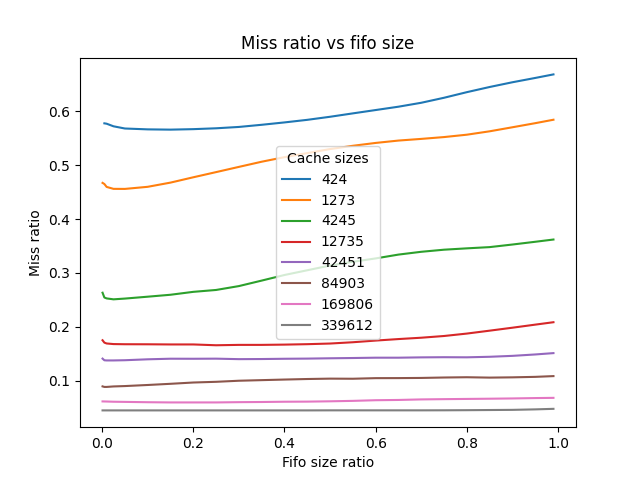 Miss ratio vs fifo size
Miss ratio
0.6
0.5
0.4
0.3
0.2
0.1
Cache sizes
424
1273
4245
12735
42451
84903
169806
339612
0.0 0.2 0.4 0.6 0.8 1.0
Fifo size ratio